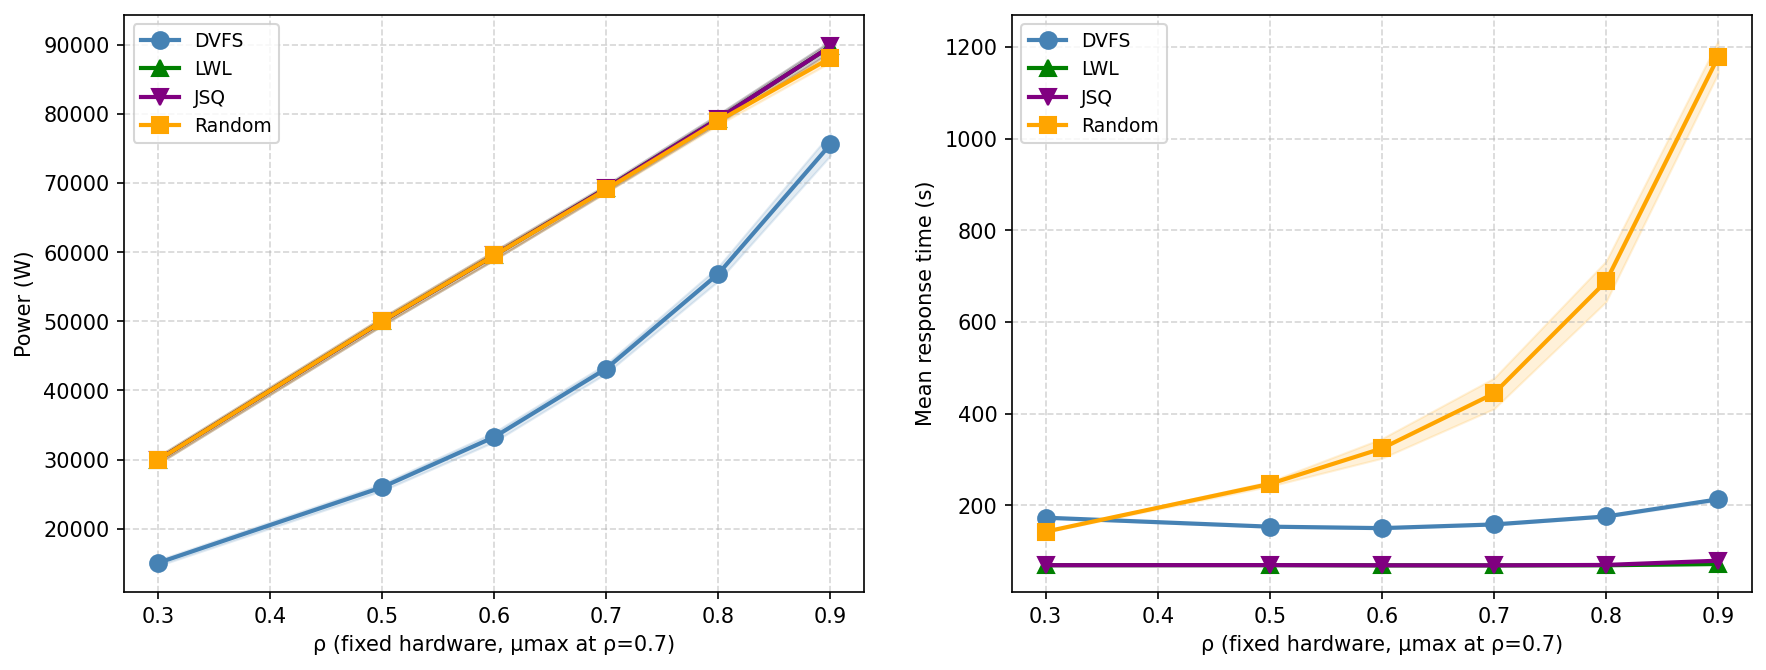 90000
80000
70000
60000
50000
40000
30000
20000
Power (W)
DVFS
LWL
JSQ
Random
0.3 0.4 0.5 0.6 0.7 0.8 0.9
ρ (fixed hardware, μmax at ρ=0.7)
1200
1000
800
600
400
200
Mean response time (s)
DVFS
LWL
JSQ
Random
0.3 0.4 0.5 0.6 0.7 0.8 0.9
ρ (fixed hardware, μmax at ρ=0.7)